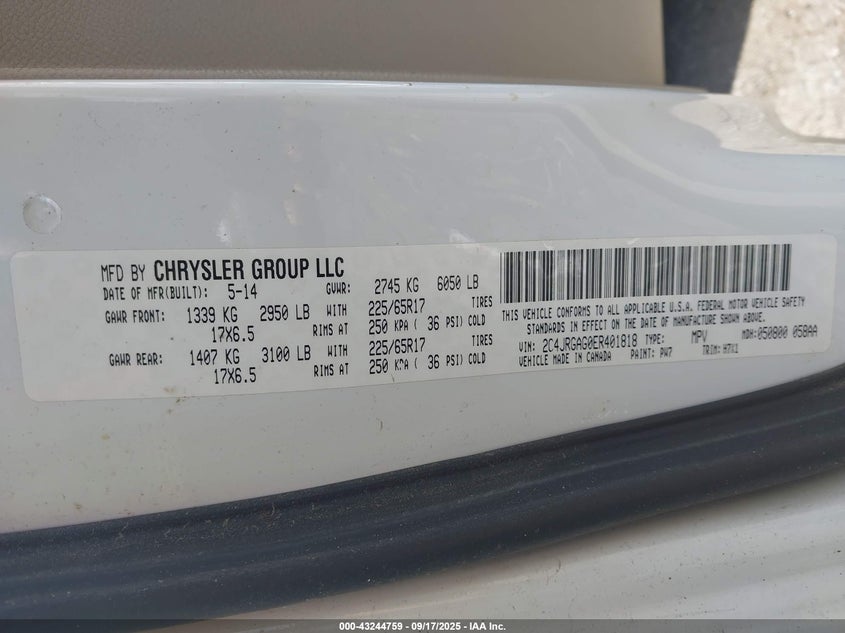 MFD BY CHRYSLER GROUP LLC
DATE OF MFR(BUILT): 5-14 GVWR: 2745 KG 6050 LB
GAWR FRONT: 1339 KG 2950 LB WITH 225/65R17 TIRES
17X6.5 RIMS AT 250 KPA ( 36 PSI) COLD
GAWR REAR: 1407 KG 3100 LB WITH 225/65R17 TIRES
17X6.5 RIMS AT 250 KPA ( 36 PSI) COLD
THIS VEHICLE CONFORMS TO ALL APPLICABLE U.S.A. FEDERAL MOTOR VEHICLE SAFETY
STANDARDS IN EFFECT ON THE DATE OF MANUFACTURE SHOWN ABOVE.
VIN: 2C4JRGAG0ER401818 TYPE: MPV MDH: 050800 058AA
VEHICLE MADE IN CANADA PAINT: PW7 TRIM:
000-43244759 - 09/17/2025 - IAA Inc.